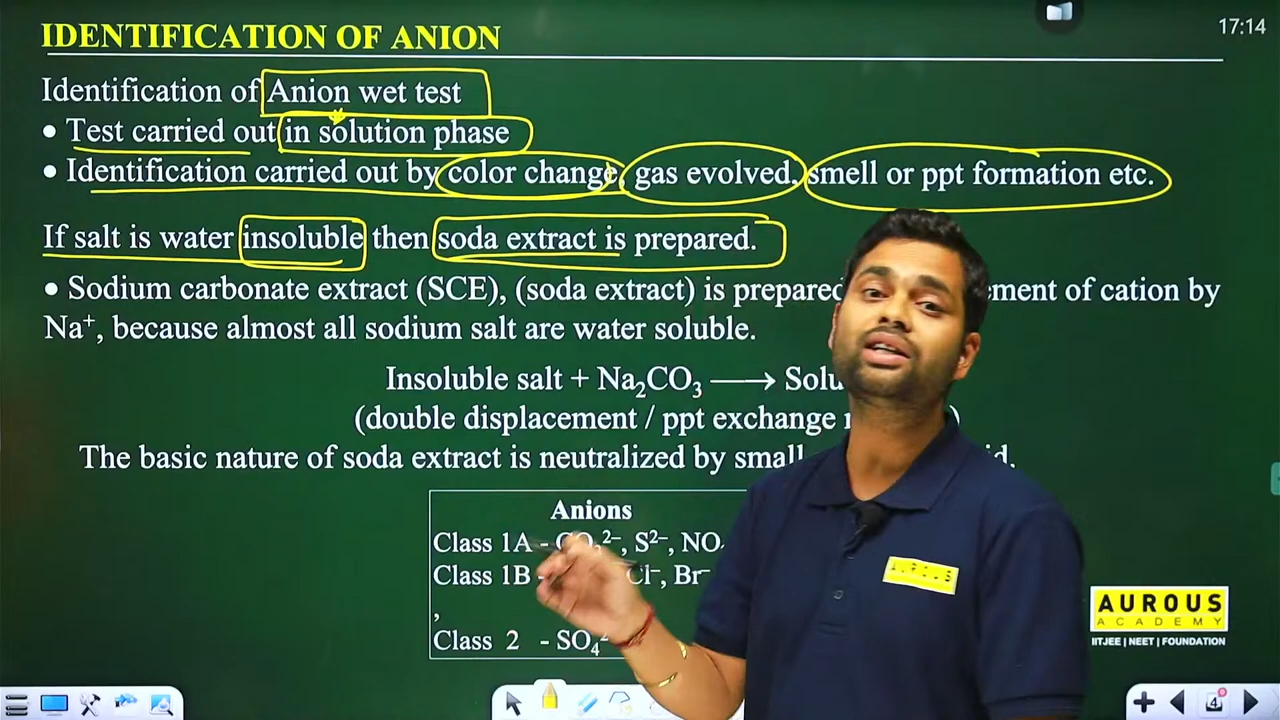 IDENTIFICATION OF ANION
17:14
Identification of Anion wet test
• Test carried out in solution phase
• Identification carried out by color change, gas evolved, smell or ppt formation etc.
If salt is water insoluble then soda extract is prepared.
• Sodium carbonate extract (SCE), (soda extract) is prepared ement of cation by
Na⁺, because almost all sodium salt are water soluble.
Insoluble salt + Na₂CO₃ ⟶ Solu
(double displacement / ppt exchange )
The basic nature of soda extract is neutralized by small
Anions
Class 1A - CO₃²⁻, S²⁻, NO
Class 1B - Cl⁻, Br⁻
,
Class 2 - SO₄²
AUROUS
AUROUS
ACADEMY
IITJEE | NEET | FOUNDATION
4